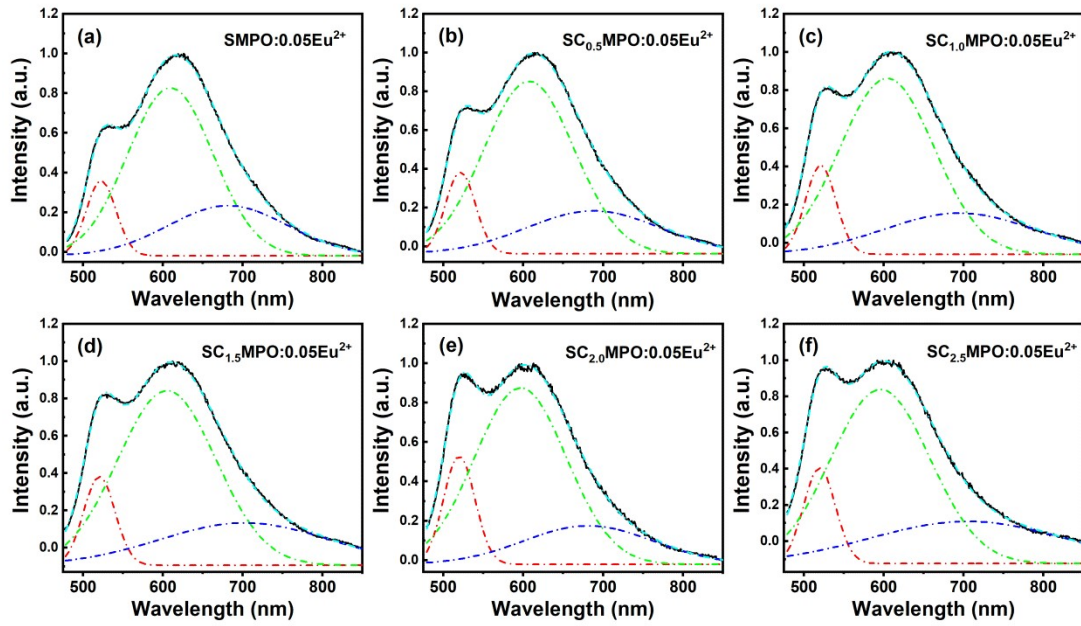 (a) SMPO:0.05Eu²⁺
1.2
1.0
0.8
0.6
0.4
0.2
0.0
Intensity (a.u.)
500 600 700 800
Wavelength (nm)
(b) SC₀.₅MPO:0.05Eu²⁺
1.2
1.0
0.8
0.6
0.4
0.2
0.0
Intensity (a.u.)
500 600 700 800
Wavelength (nm)
(c) SC₁.₀MPO:0.05Eu²⁺
1.2
1.0
0.8
0.6
0.4
0.2
0.0
Intensity (a.u.)
500 600 700 800
Wavelength (nm)
(d) SC₁.₅MPO:0.05Eu²⁺
1.2
1.0
0.8
0.6
0.4
0.2
0.0
Intensity (a.u.)
500 600 700 800
Wavelength (nm)
(e) SC₂.₀MPO:0.05Eu²⁺
1.2
1.0
0.8
0.6
0.4
0.2
0.0
Intensity (a.u.)
500 600 700 800
Wavelength (nm)
(f) SC₂.₅MPO:0.05Eu²⁺
1.2
1.0
0.8
0.6
0.4
0.2
0.0
Intensity (a.u.)
500 600 700 800
Wavelength (nm)